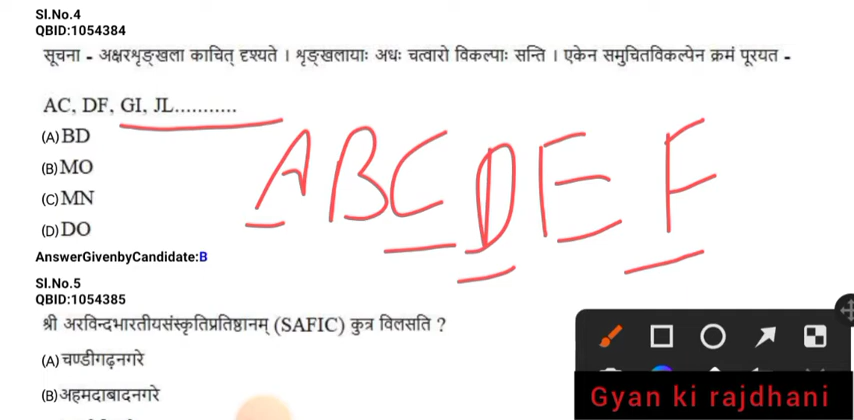 Sl.No.4
QBID:1054384
सूचना - अक्षरशृङ्खला काचित् दृश्यते । शृङ्खलायाः अधः चत्वारो विकल्पाः सन्ति । एकेन समुचितविकल्पेन क्रमं पूरयत -
AC, DF, GI, JL...........
(A) BD
(B) MO
(C) MN
(D) DO
A B C D E F
AnswerGivenbyCandidate:B
Sl.No.5
QBID:1054385
श्री अरविन्दभारतीयसंस्कृतिप्रतिष्ठानम् (SAFIC) कुत्र विलसति ?
(A) चण्डीगढ़नगरे
(B) अहमदाबादनगरे
Gyan ki rajdhani